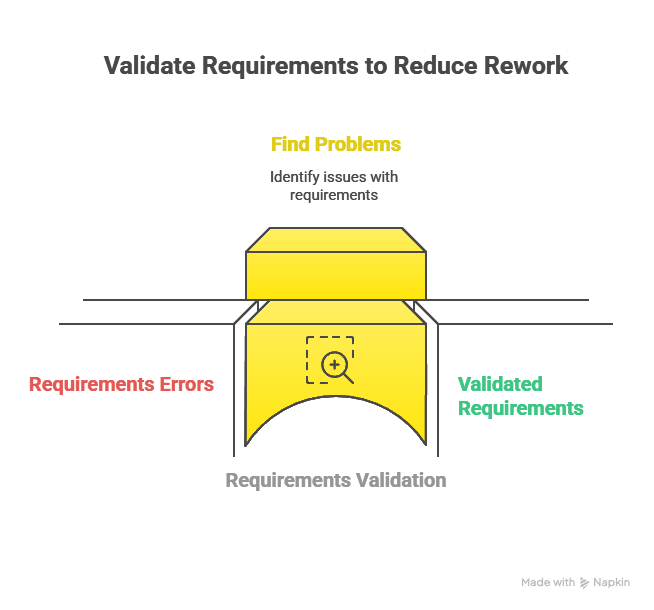 Validate Requirements to Reduce Rework
Find Problems
Identify issues with
requirements
Requirements Errors
Validated
Requirements
Requirements Validation
Made with Napkin